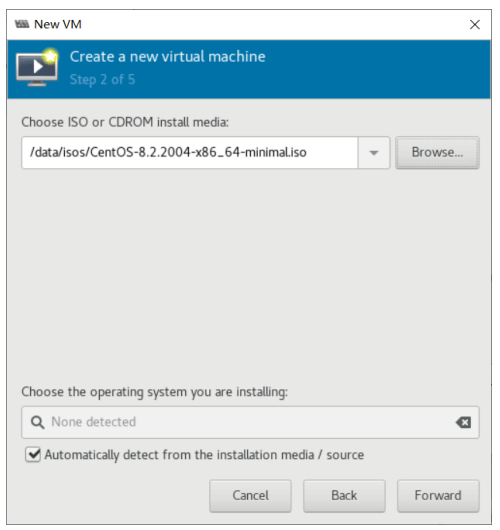 New VM
Create a new virtual machine
Step 2 of 5
Choose ISO or CDROM install media:
/data/isos/CentOS-8.2.2004-x86_64-minimal.iso
Browse...
Choose the operating system you are installing:
None detected
Automatically detect from the installation media / source
Cancel Back Forward